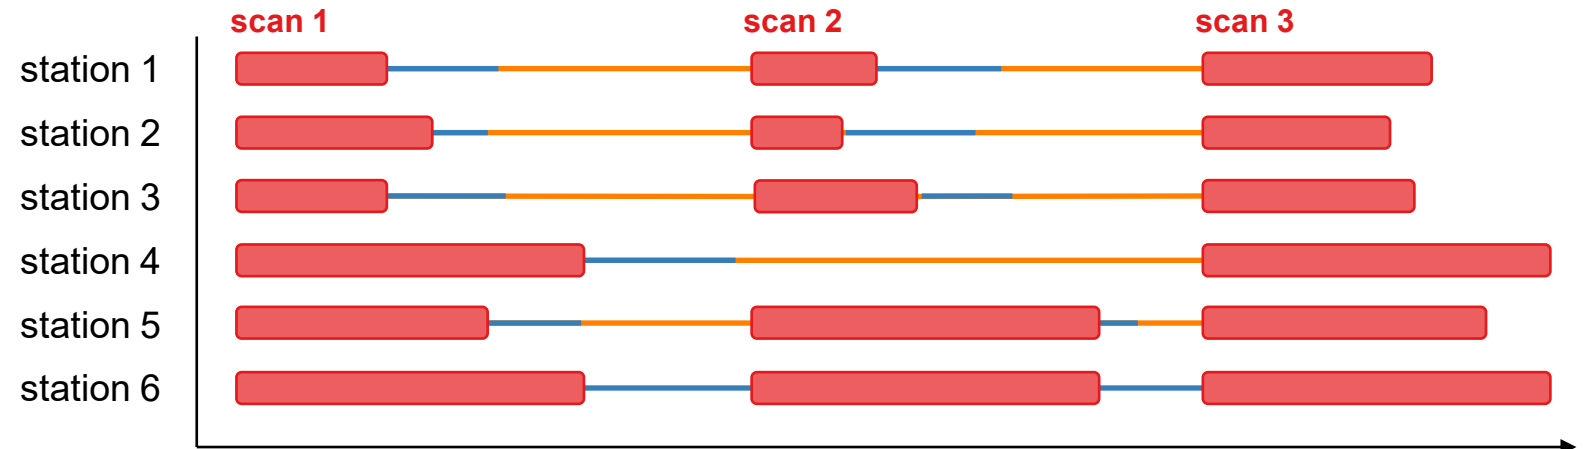 scan 1 scan 2 scan 3
station 1
station 2
station 3
station 4
station 5
station 6